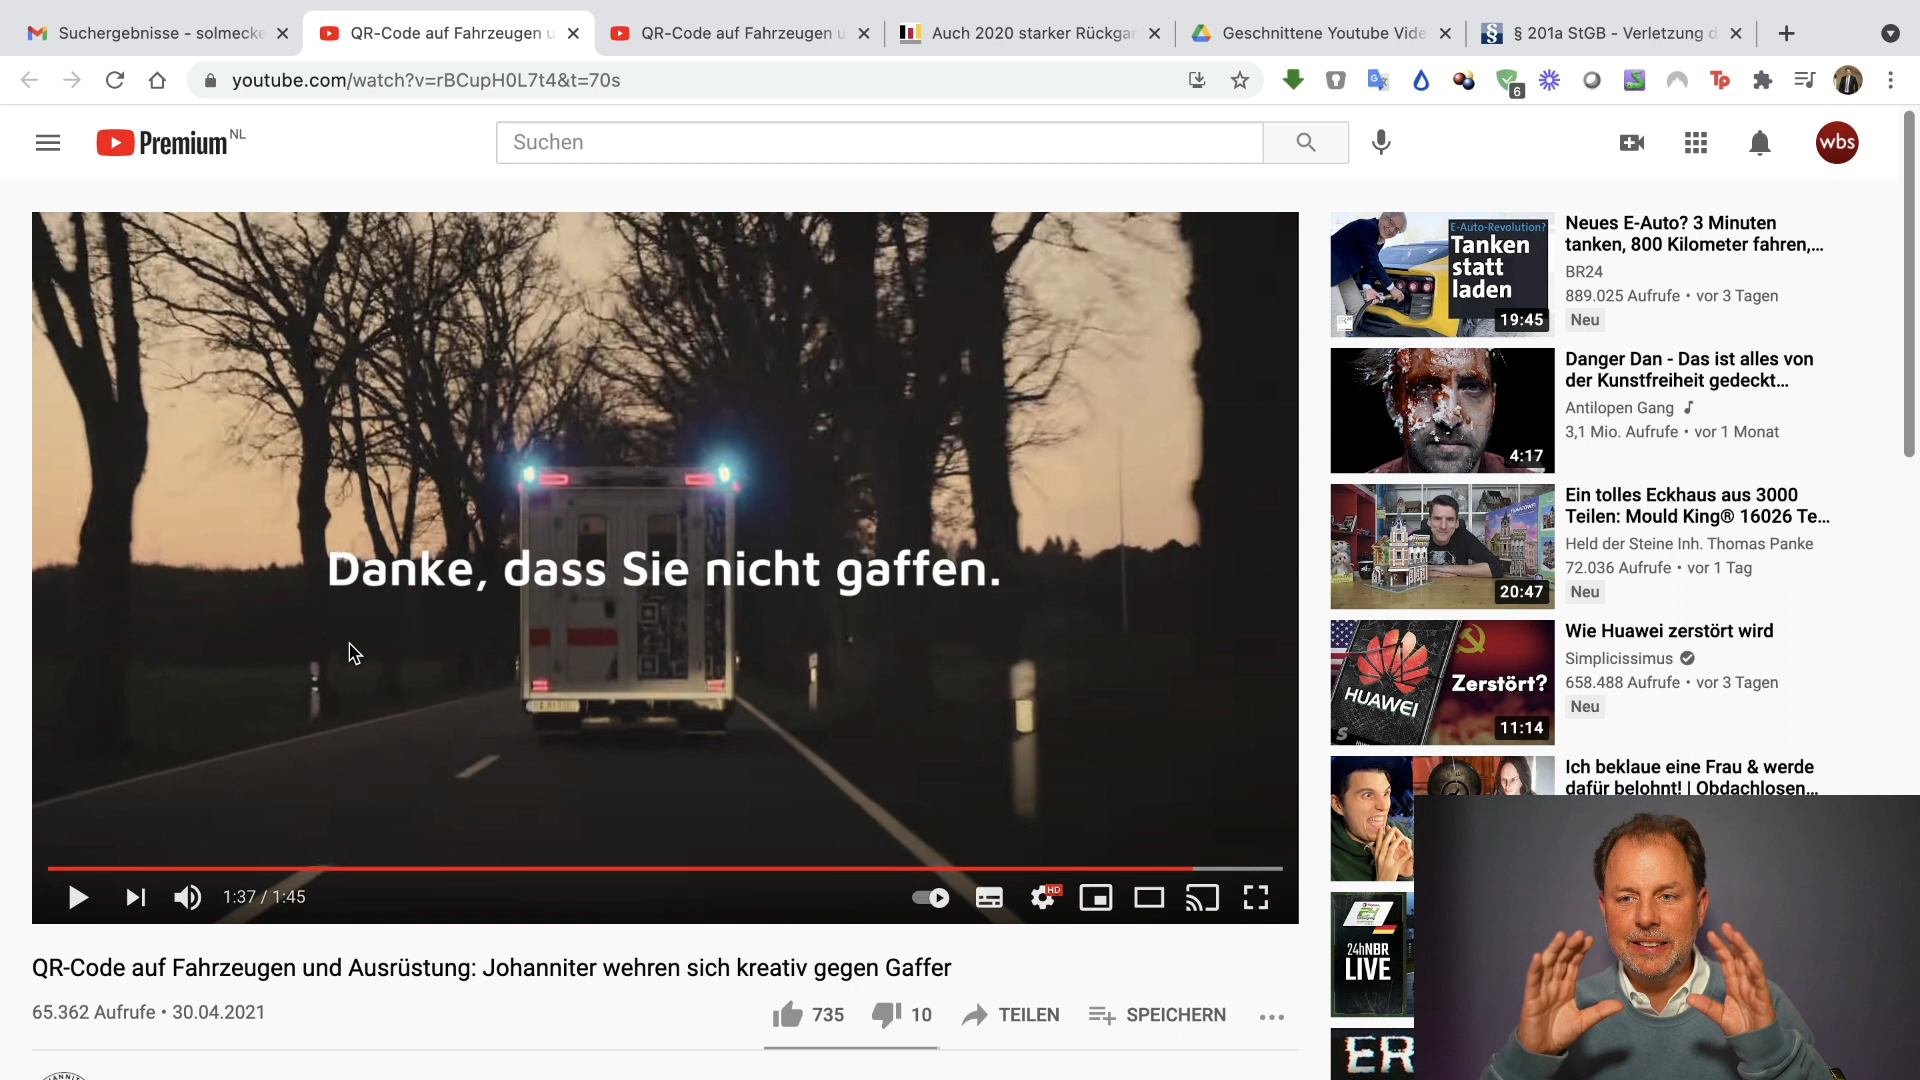 Suchergebnisse - solmecke
QR-Code auf Fahrzeugen u
QR-Code auf Fahrzeugen u
Auch 2020 starker Rückgan
Geschnittene Youtube Vide
§ 201a StGB - Verletzung d
youtube.com/watch?v=rBCupH0L7t4&t=70s
6
Premium NL
Suchen
wbs
Danke, dass Sie nicht gaffen.
1:37 / 1:45
HD
QR-Code auf Fahrzeugen und Ausrüstung: Johanniter wehren sich kreativ gegen Gaffer
65.362 Aufrufe • 30.04.2021
735
10
TEILEN
SPEICHERN
E-Auto-Revolution?
Tanken
statt
laden
19:45
Neues E-Auto? 3 Minuten
tanken, 800 Kilometer fahren,...
BR24
889.025 Aufrufe • vor 3 Tagen
Neu
4:17
Danger Dan - Das ist alles von
der Kunstfreiheit gedeckt...
Antilopen Gang
3,1 Mio. Aufrufe • vor 1 Monat
20:47
Ein tolles Eckhaus aus 3000
Teilen: Mould King® 16026 Te...
Held der Steine Inh. Thomas Panke
72.036 Aufrufe • vor 1 Tag
Neu
HUAWEI
Zerstört?
11:14
Wie Huawei zerstört wird
Simplicissimus
658.488 Aufrufe • vor 3 Tagen
Neu
Ich beklaue eine Frau & werde
dafür belohnt! | Obdachlosen...
24hNBR
LIVE
ER